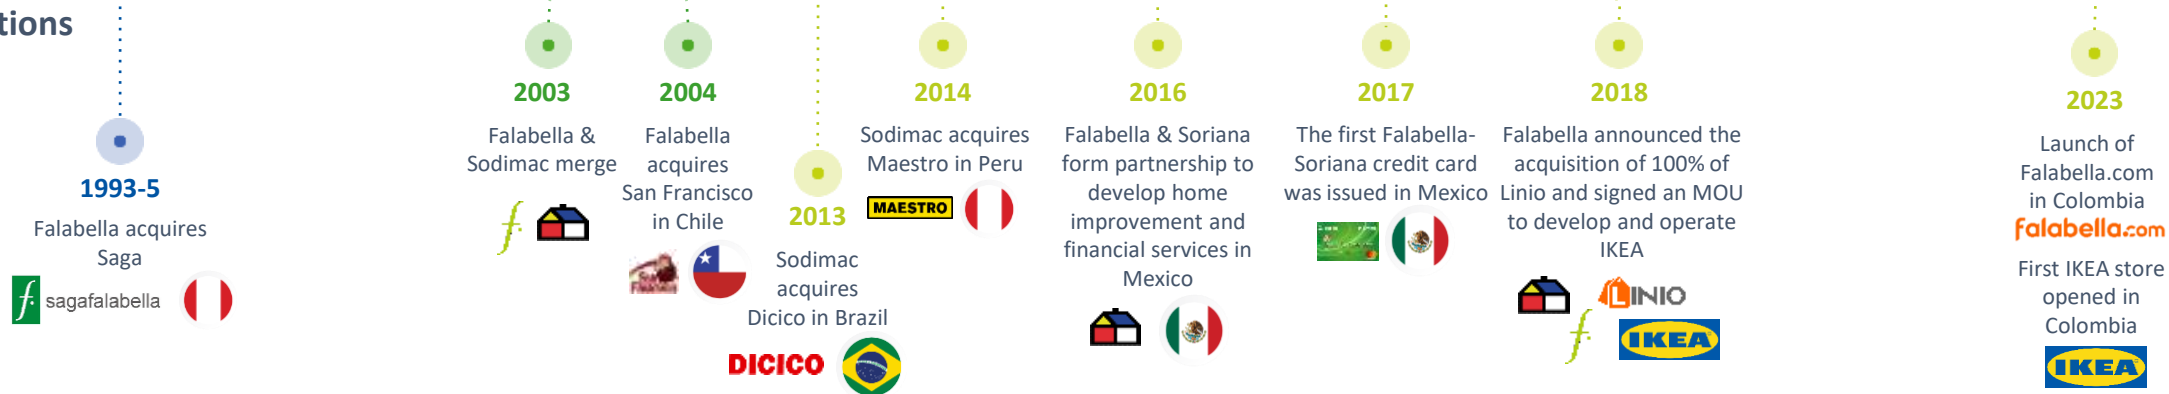 tions
1993-5
Falabella acquires
Saga
f. sagafalabella
2003
Falabella &
Sodimac merge
f.
2004
Falabella
acquires
San Francisco
in Chile
2013
Sodimac
acquires
Dicico in Brazil
DICICO
2014
Sodimac acquires
Maestro in Peru
MAESTRO
2016
Falabella & Soriana
form partnership to
develop home
improvement and
financial services in
Mexico
2017
The first Falabella-
Soriana credit card
was issued in Mexico
2018
Falabella announced the
acquisition of 100% of
Linio and signed an MOU
to develop and operate
IKEA
LINIO
f.
IKEA
2023
Launch of
Falabella.com
in Colombia
falabella.com
First IKEA store
opened in
Colombia
IKEA